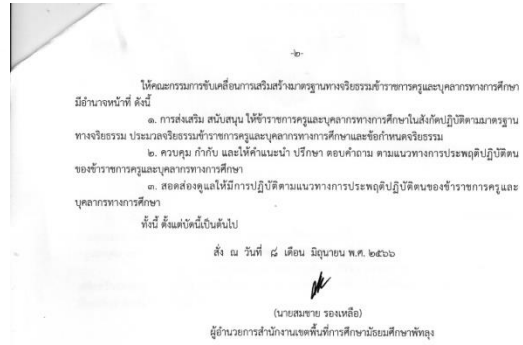 -๒-
ให้คณะกรรมการขับเคลื่อนการเสริมสร้างมาตรฐานทางจริยธรรมข้าราชการครูและบุคลากรทางการศึกษา
มีอำนาจหน้าที่ ดังนี้
๑. การส่งเสริม สนับสนุน ให้ข้าราชการครูและบุคลากรทางการศึกษาในสังกัดปฏิบัติตามมาตรฐาน
ทางจริยธรรม ประมวลจริยธรรมข้าราชการครูและบุคลากรทางการศึกษาและข้อกำหนดจริยธรรม
๒. ควบคุม กำกับ และให้คำแนะนำ ปรึกษา ตอบคำถาม ตามแนวทางการประพฤติปฏิบัติตน
ของข้าราชการครูและบุคลากรทางการศึกษา
๓. สอดส่องดูแลให้มีการปฏิบัติตามแนวทางการประพฤติปฏิบัติตนของข้าราชการครูและ
บุคลากรทางการศึกษา
ทั้งนี้ ตั้งแต่บัดนี้เป็นต้นไป
สั่ง ณ วันที่ ๘ เดือน มิถุนายน พ.ศ. ๒๕๖๖
(นายสมชาย รองเหลือ)
ผู้อำนวยการสำนักงานเขตพื้นที่การศึกษามัธยมศึกษาพัทลุง